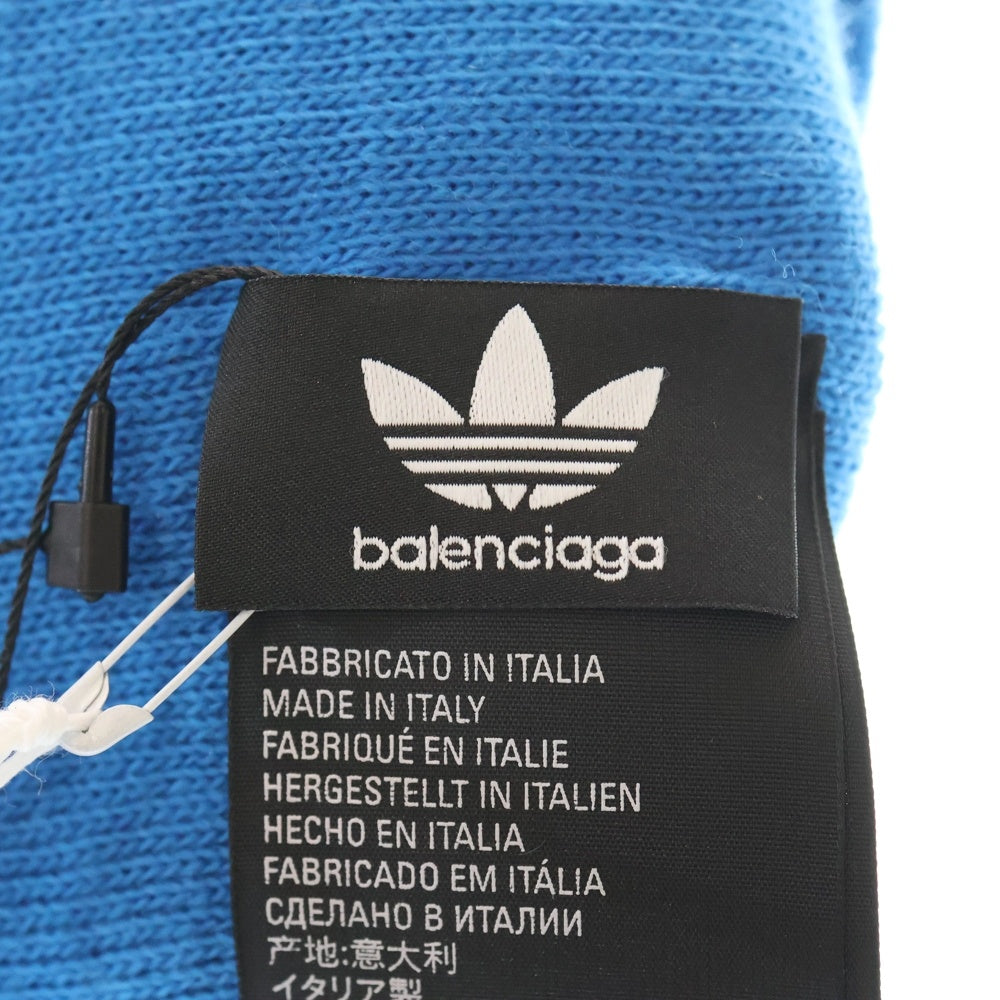 balenciaga
FABBRICATO IN ITALIA
MADE IN ITALY
FABRIQUÉ EN ITALIE
HERGESTELLT IN ITALIEN
HECHO EN ITALIA
FABRICADO EM ITÁLIA
СДЕЛАНО В ИТАЛИИ
产地:意大利
イタリア製